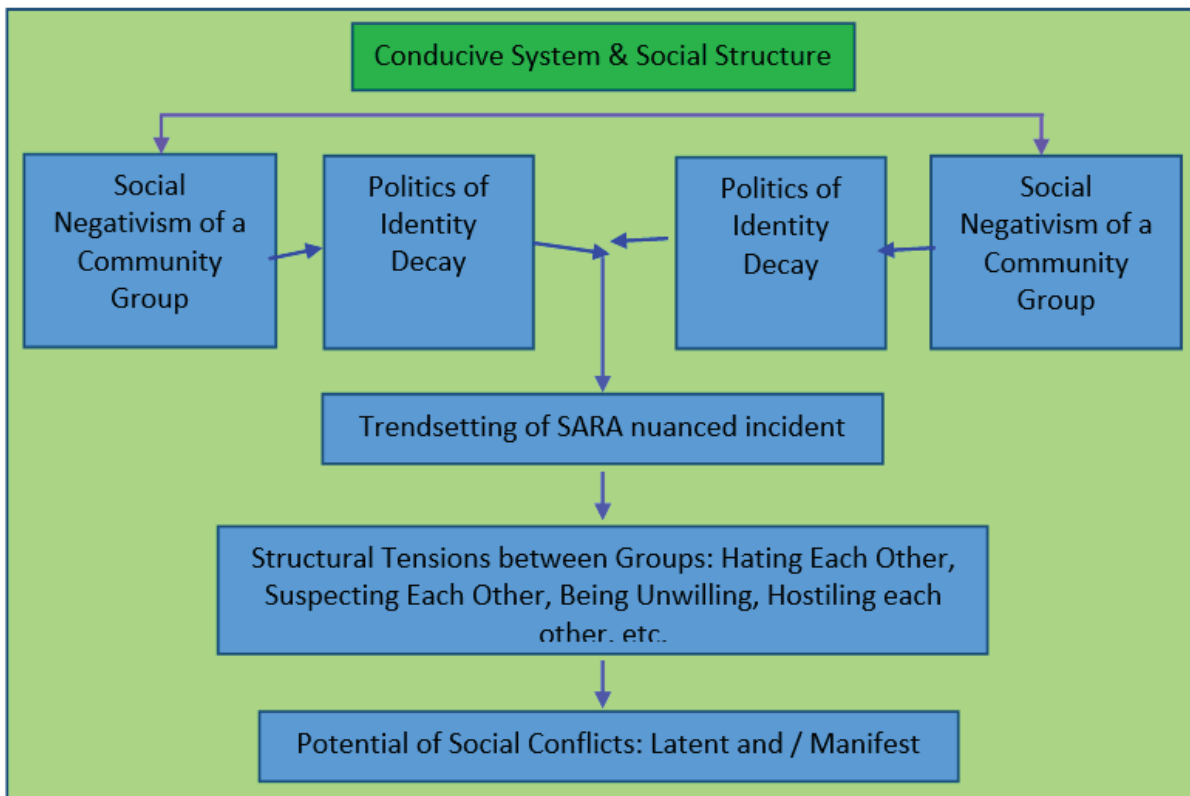 Conducive System & Social Structure
Social
Negativism of a
Community
Group
Politics of
Identity
Decay
Politics of
Identity
Decay
Social
Negativism of a
Community
Group
Trendsetting of SARA nuanced incident
Structural Tensions between Groups: Hating Each Other,
Suspecting Each Other, Being Unwilling, Hostiling each
other, etc.
Potential of Social Conflicts: Latent and / Manifest